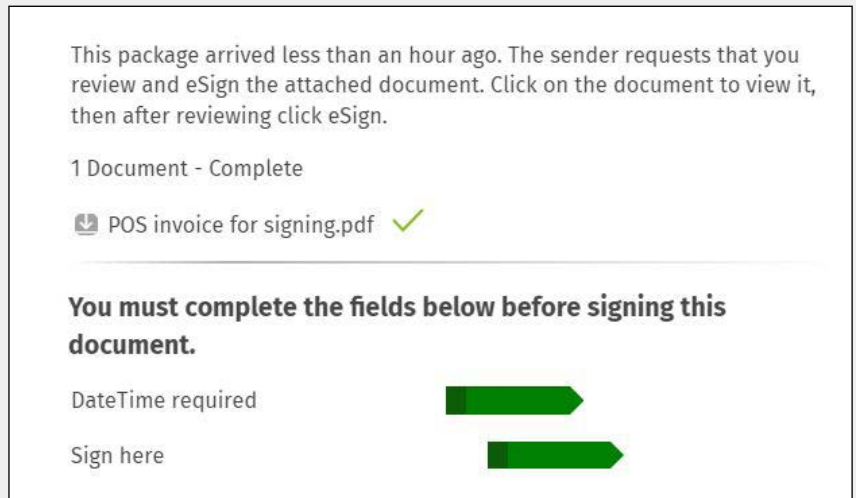 This package arrived less than an hour ago. The sender requests that you
review and eSign the attached document. Click on the document to view it,
then after reviewing click eSign.
1 Document - Complete
POS invoice for signing.pdf
You must complete the fields below before signing this
document.
DateTime required
Sign here